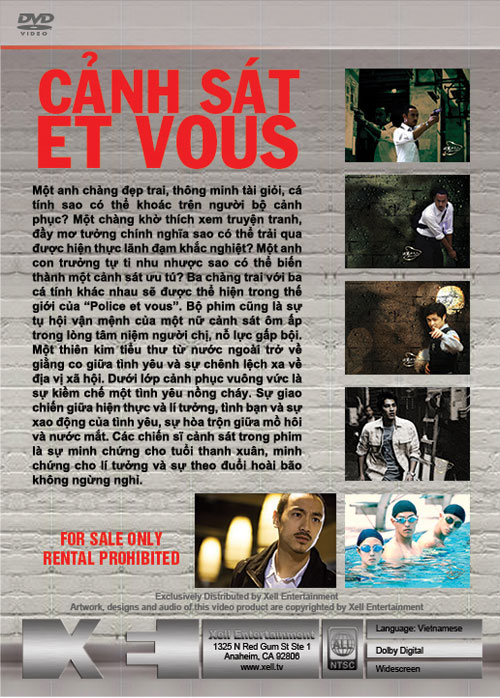 DVD
VIDEO
CẢNH SÁT
ET VOUS
Một anh chàng đẹp trai, thông minh tài giỏi, cá
tính sao có thể khoác trên người bộ cảnh
phục? Một chàng khờ thích xem truyện tranh,
đầy mơ tưởng chính nghĩa sao có thể trải qua
được hiện thực lãnh đạm khắc nghiệt? Một anh
con trưởng tự ti nhu nhược sao có thể biến
thành một cảnh sát ưu tú? Ba chàng trai với ba
cá tính khác nhau sẽ được thể hiện trong thế
giới của “Police et vous”. Bộ phim cũng là sự
tụ hội vận mệnh của một nữ cảnh sát ôm ấp
trong lòng tâm niệm người chị, nỗ lực gấp bội.
Một thiên kim tiểu thư từ nước ngoài trở về
giằng co giữa tình yêu và sự chênh lệch xa về
địa vị xã hội. Dưới lớp cảnh phục vuông vức là
sự kiềm chế một tình yêu nồng cháy. Sự giao
chiến giữa hiện thực và lí tưởng, tình bạn và sự
xao động của tình yêu, sự hòa trộn giữa mồ hôi
và nước mắt. Các chiến sĩ cảnh sát trong phim
là sự minh chứng cho tuổi thanh xuân, minh
chứng cho lí tưởng và sự theo đuổi hoài bão
không ngừng nghỉ.
FOR SALE ONLY
RENTAL PROHIBITED
Exclusively Distributed by Xell Entertainment
Artwork, designs and audio of this video product are copyrighted by Xell Entertainment
Xell Entertainment
1325 N Red Gum St Ste 1
Anaheim, CA 92806
www.xell.tv
ALL
NTSC
Language: Vietnamese
Dolby Digital
Widescreen